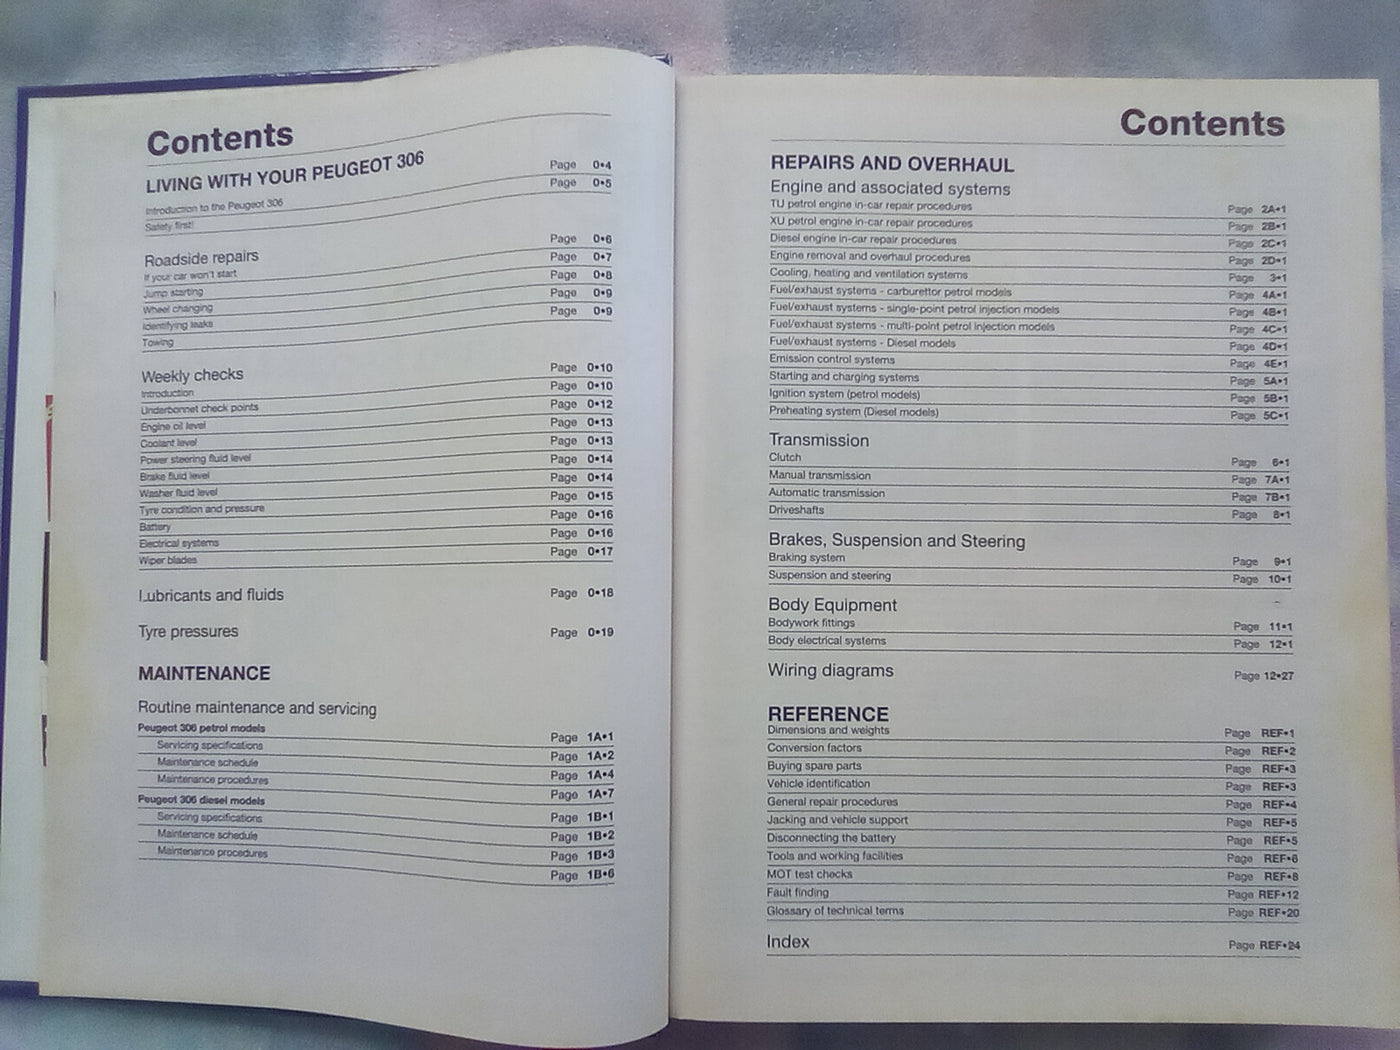 Contents
LIVING WITH YOUR PEUGEOT 306
Introduction to the Peugeot 306 Page 0•4
Safety first! Page 0•5
Roadside repairs
If your car won't start Page 0•6
Jump starting Page 0•7
Wheel changing Page 0•8
Identifying leaks Page 0•9
Towing Page 0•9
Weekly checks
Introduction Page 0•10
Underbonnet check points Page 0•10
Engine oil level Page 0•12
Coolant level Page 0•13
Power steering fluid level Page 0•13
Brake fluid level Page 0•14
Washer fluid level Page 0•14
Tyre condition and pressure Page 0•15
Battery Page 0•16
Electrical systems Page 0•16
Wiper blades Page 0•17
Lubricants and fluids Page 0•18
Tyre pressures Page 0•19
MAINTENANCE
Routine maintenance and servicing
Peugeot 306 petrol models Page 1A•1
Servicing specifications Page 1A•2
Maintenance schedule Page 1A•4
Maintenance procedures Page 1A•7
Peugeot 306 diesel models Page 1B•1
Servicing specifications Page 1B•2
Maintenance schedule Page 1B•3
Maintenance procedures Page 1B•6
Contents
REPAIRS AND OVERHAUL
Engine and associated systems
TU petrol engine in-car repair procedures Page 2A•1
XU petrol engine in-car repair procedures Page 2B•1
Diesel engine in-car repair procedures Page 2C•1
Engine removal and overhaul procedures Page 2D•1
Cooling, heating and ventilation systems Page 3•1
Fuel/exhaust systems - carburettor petrol models Page 4A•1
Fuel/exhaust systems - single-point petrol injection models Page 4B•1
Fuel/exhaust systems - multi-point petrol injection models Page 4C•1
Fuel/exhaust systems - Diesel models Page 4D•1
Emission control systems Page 4E•1
Starting and charging systems Page 5A•1
Ignition system (petrol models) Page 5B•1
Preheating system (Diesel models) Page 5C•1
Transmission
Clutch Page 6•1
Manual transmission Page 7A•1
Automatic transmission Page 7B•1
Driveshafts Page 8•1
Brakes, Suspension and Steering
Braking system Page 9•1
Suspension and steering Page 10•1
Body Equipment
Bodywork fittings Page 11•1
Body electrical systems Page 12•1
Wiring diagrams Page 12•27
REFERENCE
Dimensions and weights Page REF•1
Conversion factors Page REF•2
Buying spare parts Page REF•3
Vehicle identification Page REF•3
General repair procedures Page REF•4
Jacking and vehicle support Page REF•5
Disconnecting the battery Page REF•5
Tools and working facilities Page REF•6
MOT test checks Page REF•8
Fault finding Page REF•12
Glossary of technical terms Page REF•20
Index Page REF•24